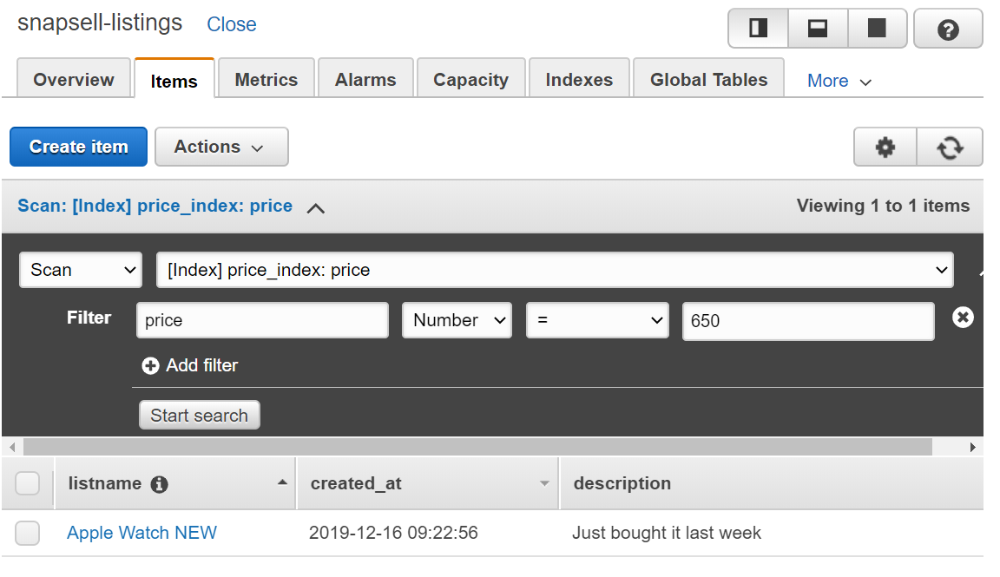 snapsell-listings Close
Overview Items Metrics Alarms Capacity Indexes Global Tables More
Create item Actions
Scan: [Index] price_index: price Viewing 1 to 1 items
Scan [Index] price_index: price
Filter price Number = 650
Add filter
Start search
listname created_at description
Apple Watch NEW 2019-12-16 09:22:56 Just bought it last week